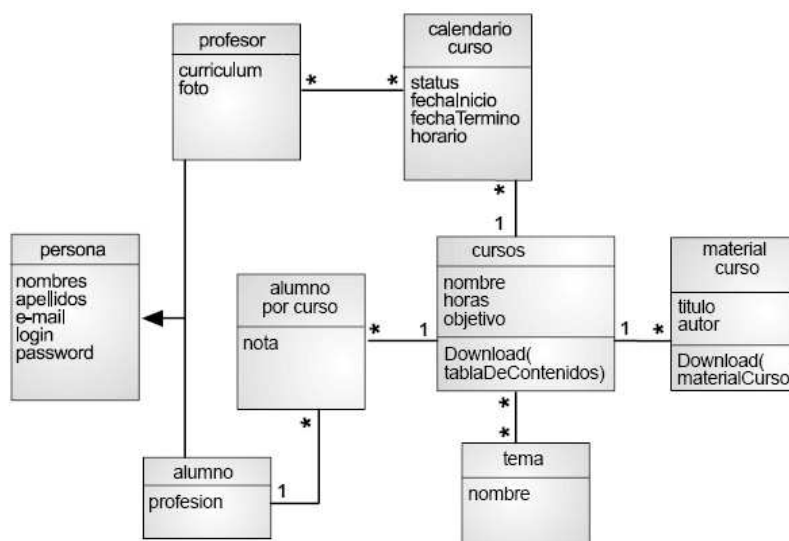 profesor
curriculum
foto
*
*
calendario
curso
status
fechaInicio
fechaTermino
horario
*
1
persona
nombres
apellidos
e-mail
login
password
alumno
por curso
nota
*
1
cursos
nombre
horas
objetivo
Download(
tablaDeContenidos)
1
*
material
curso
titulo
autor
Download(
materialCurso
*
*
*
1
alumno
profesion
tema
nombre